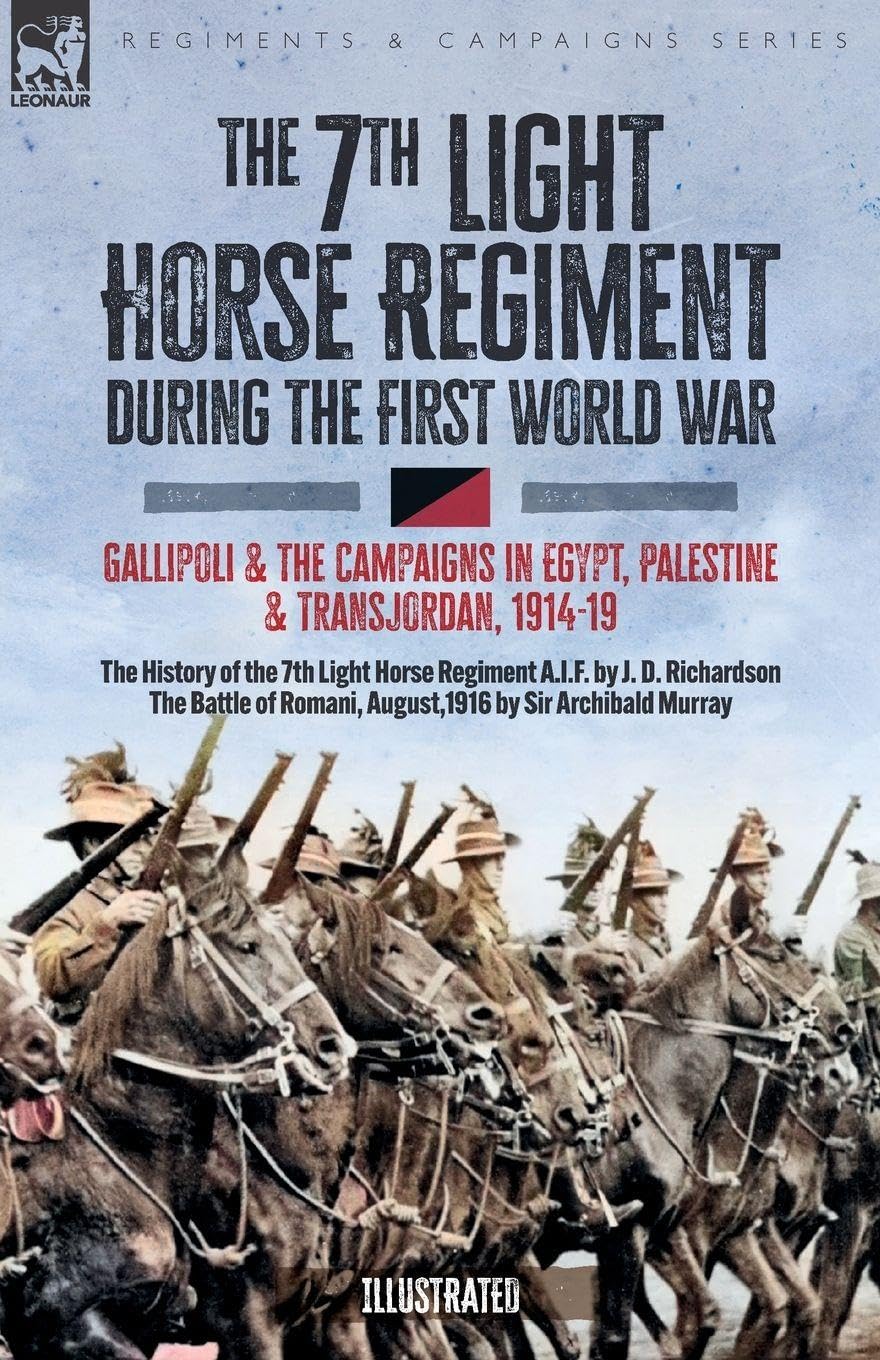 REGIMENTS & CAMPAIGNS SERIES
LEONAUR
THE 7TH LIGHT
HORSE REGIMENT
DURING THE FIRST WORLD WAR
GALLIPOLI & THE CAMPAIGNS IN EGYPT, PALESTINE
& TRANSJORDAN, 1914-19
The History of the 7th Light Horse Regiment A.I.F. by J. D. Richardson
The Battle of Romani, August,1916 by Sir Archibald Murray
ILLUSTRATED